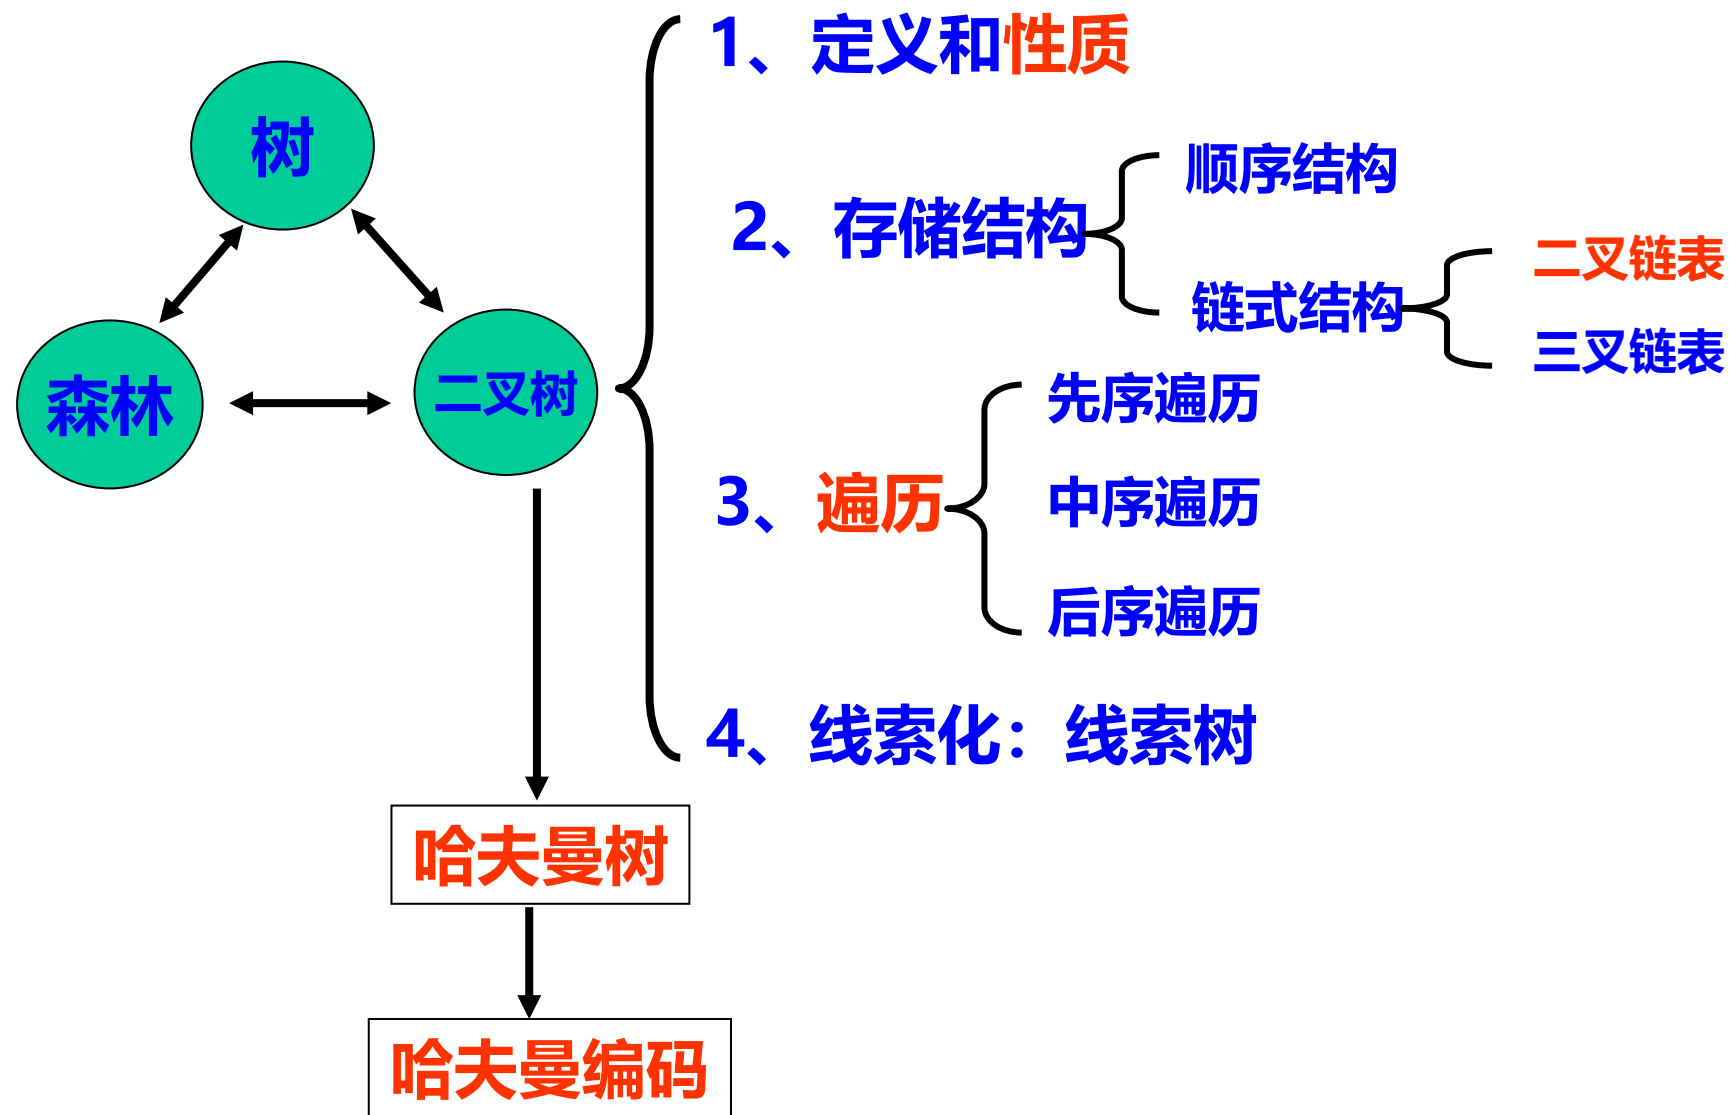 树
森林
二叉树
1、定义和性质
2、存储结构
顺序结构
链式结构
二叉链表
三叉链表
3、遍历
先序遍历
中序遍历
后序遍历
4、线索化：线索树
哈夫曼树
哈夫曼编码